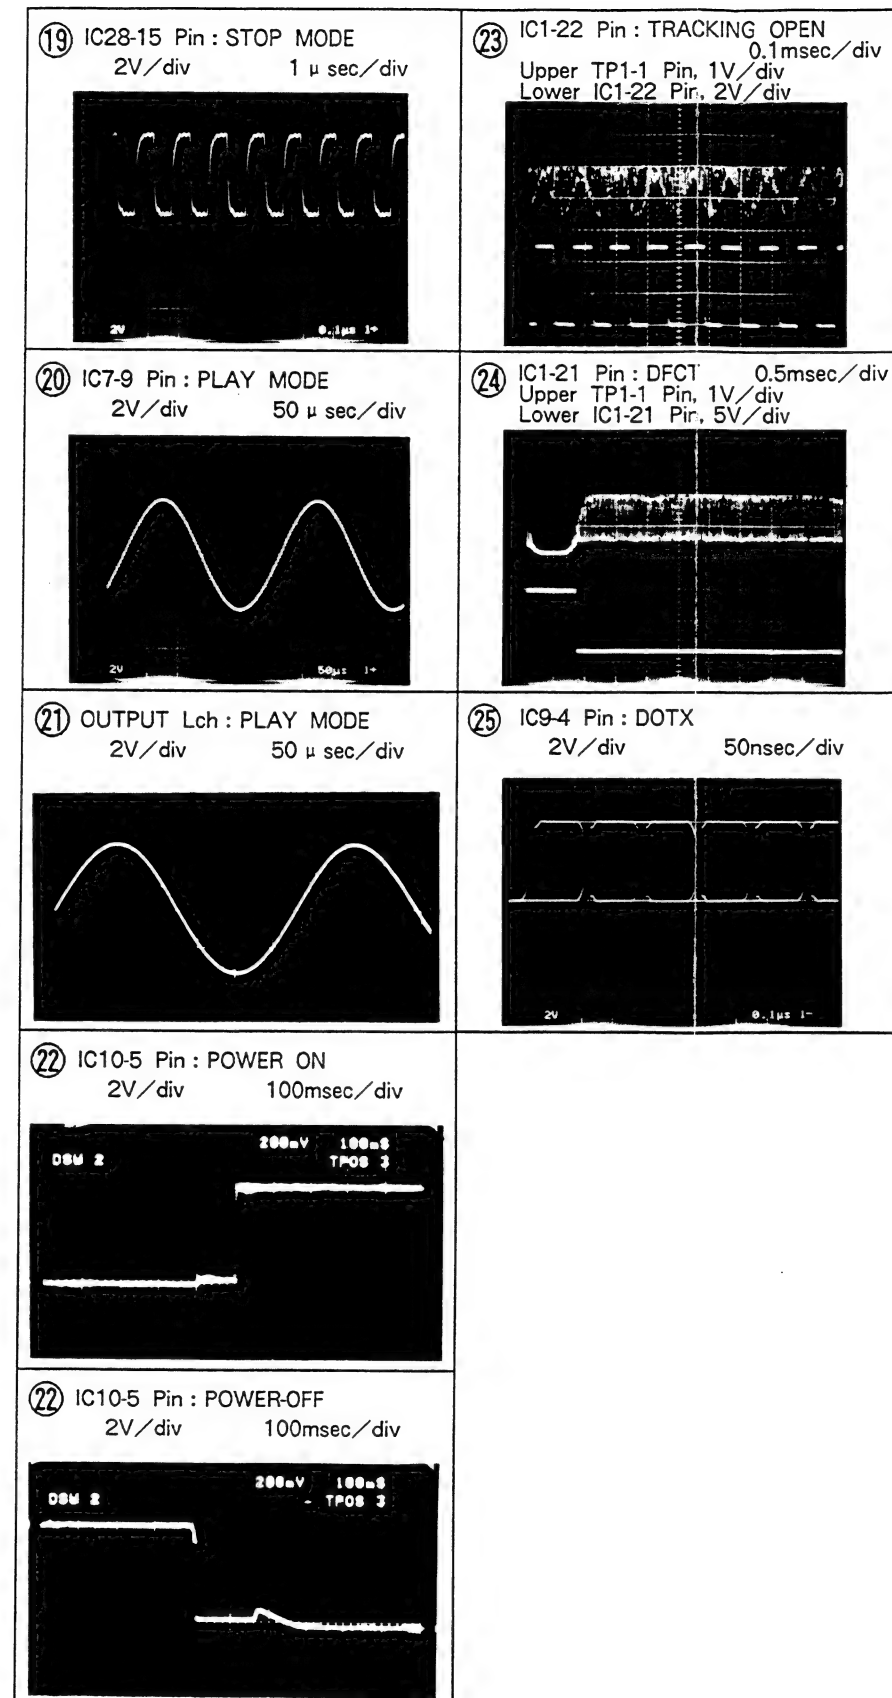 ⑲ IC28-15 Pin : STOP MODE
2V/div 1 μ sec/div
2V 0.1μs 1+
⑳ IC7-9 Pin : PLAY MODE
2V/div 50 μ sec/div
2V 50μs 1+
㉑ OUTPUT Lch : PLAY MODE
2V/div 50 μ sec/div
㉒ IC10-5 Pin : POWER ON
2V/div 100msec/div
200mV 100mS
DSW 2 TPOS 3
㉒ IC10-5 Pin : POWER-OFF
2V/div 100msec/div
200mV 100mS
DSW 2 TPOS 3
㉓ IC1-22 Pin : TRACKING OPEN
0.1msec/div
Upper TP1-1 Pin, 1V/div
Lower IC1-22 Pin, 2V/div
㉔ IC1-21 Pin : DFCT 0.5msec/div
Upper TP1-1 Pin, 1V/div
Lower IC1-21 Pin, 5V/div
㉕ IC9-4 Pin : DOTX
2V/div 50nsec/div
2V 0.1μs 1-